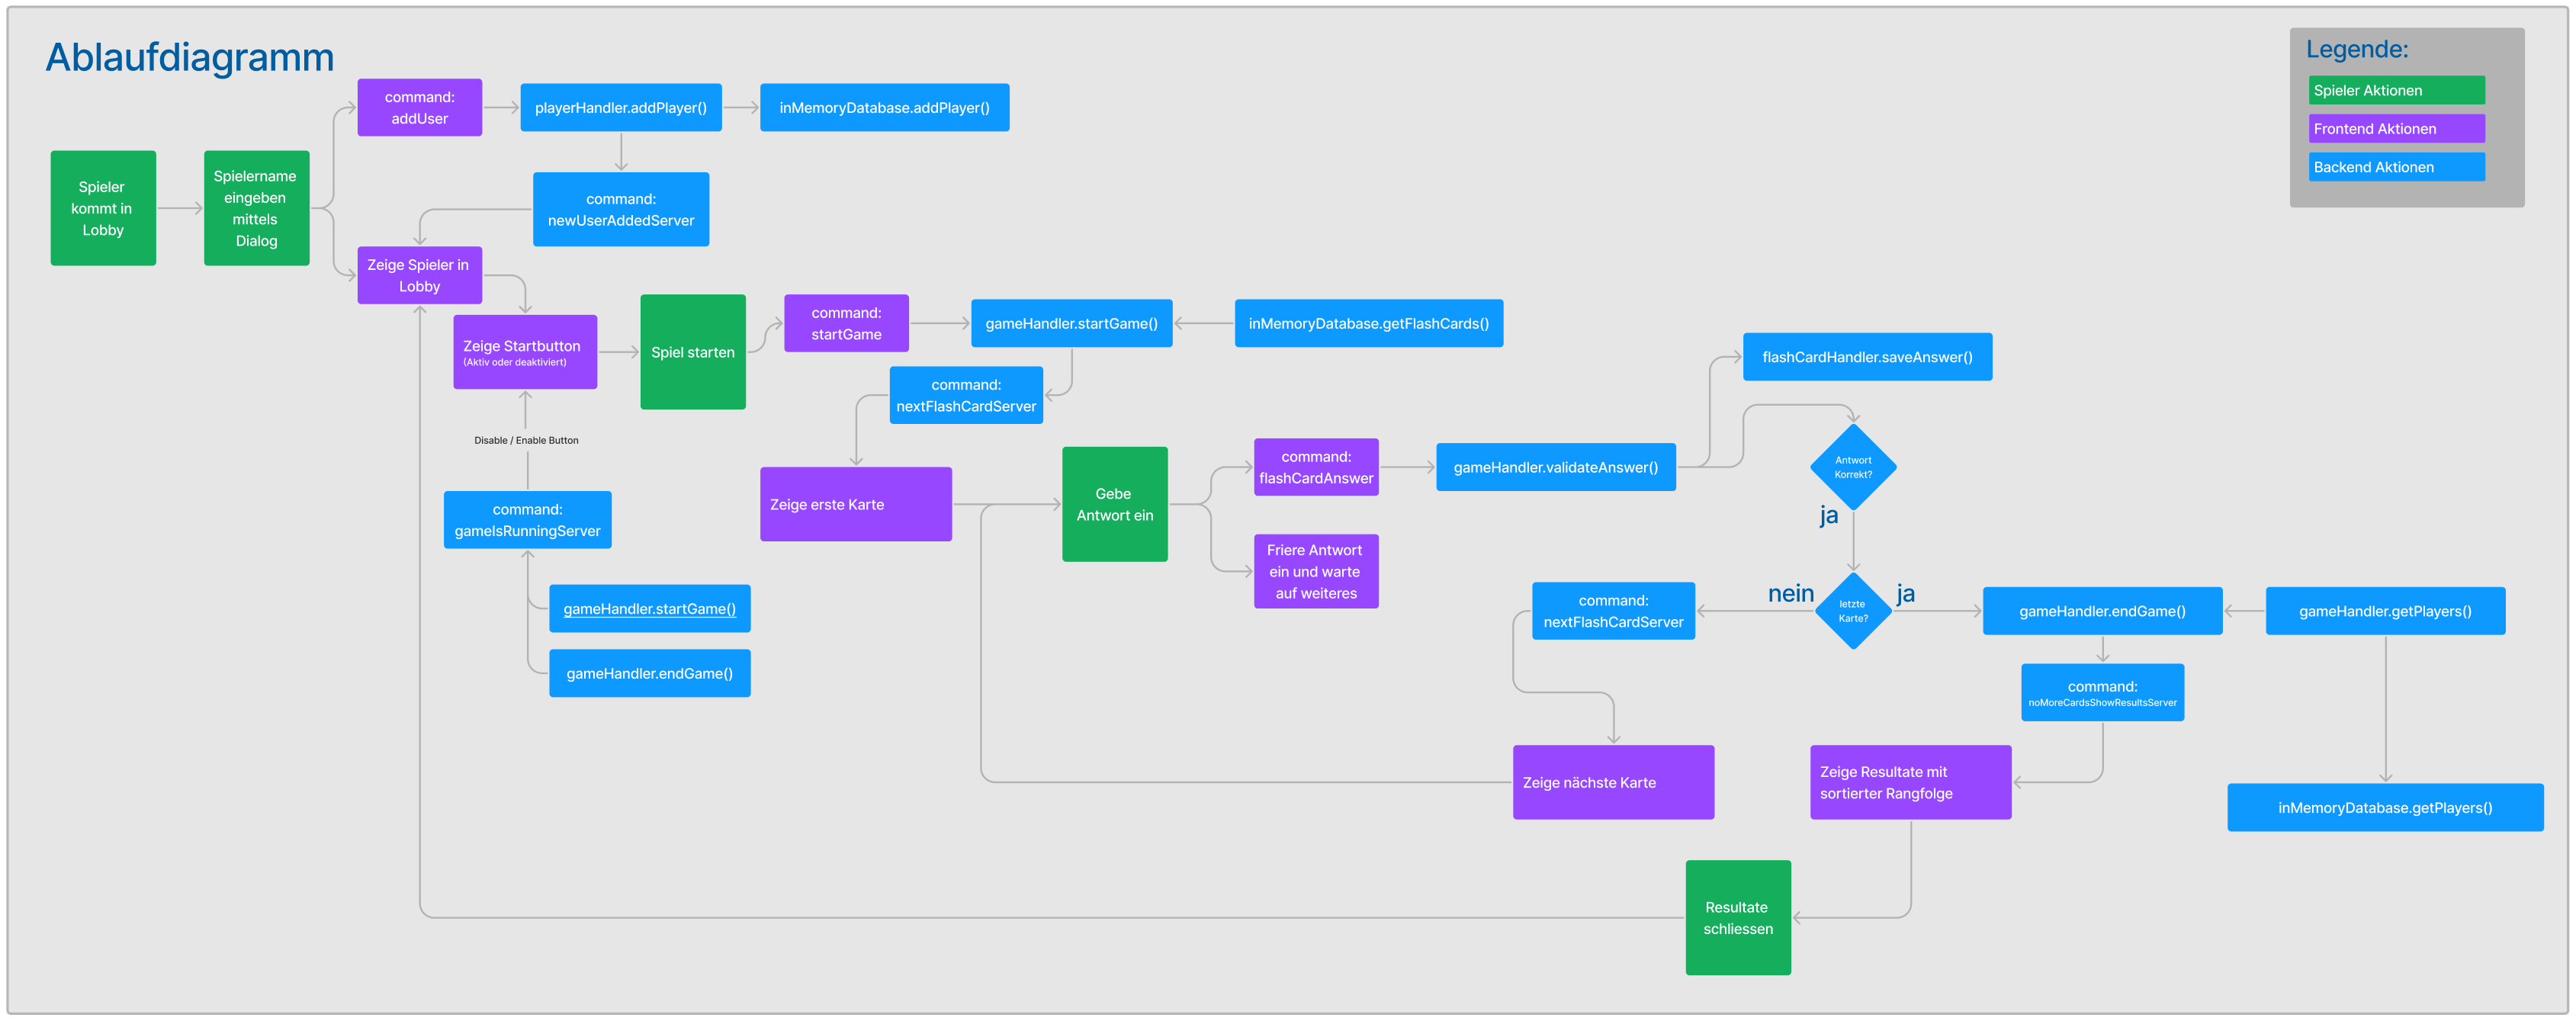 Ablaufdiagramm
Legende:
Spieler Aktionen
Frontend Aktionen
Backend Aktionen
command:
addUser
playerHandler.addPlayer()
inMemoryDatabase.addPlayer()
Spieler
kommt in
Lobby
Spielername
eingeben
mittels
Dialog
command:
newUserAddedServer
Zeige Spieler in
Lobby
Zeige Startbutton
(Aktiv oder deaktiviert)
Spiel starten
command:
startGame
gameHandler.startGame()
inMemoryDatabase.getFlashCards()
command:
nextFlashCardServer
flashCardHandler.saveAnswer()
Disable / Enable Button
command:
gameIsRunningServer
gameHandler.startGame()
gameHandler.endGame()
Zeige erste Karte
Gebe
Antwort ein
command:
flashCardAnswer
Friere Antwort
ein und warte
auf weiteres
gameHandler.validateAnswer()
Antwort
Korrekt?
ja
letzte
Karte?
nein
ja
command:
nextFlashCardServer
gameHandler.endGame()
gameHandler.getPlayers()
command:
noMoreCardsShowResultsServer
Zeige nächste Karte
Zeige Resultate mit
sortierter Rangfolge
inMemoryDatabase.getPlayers()
Resultate
schliessen